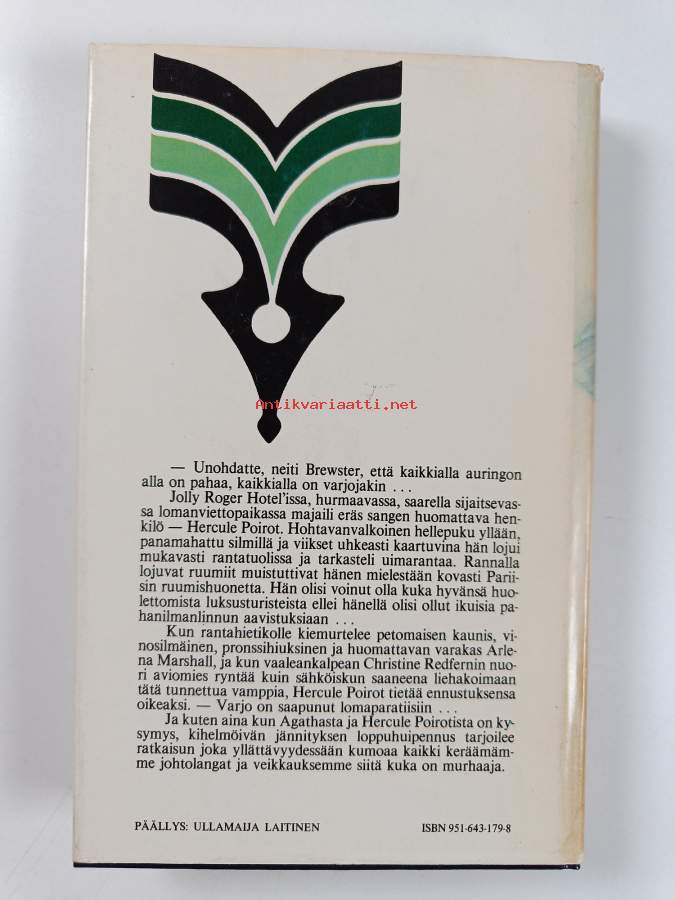 Antikvariaatti.net
— Unohdatte, neiti Brewster, että kaikkialla auringon
alla on pahaa, kaikkialla on varjojakin . . .
Jolly Roger Hotel'issa, hurmaavassa, saarella sijaitsevas-
sa lomanviettopaikassa majaili eräs sangen huomattava hen-
kilö — Hercule Poirot. Hohtavanvalkoinen hellepuku yllään,
panamahattu silmillä ja viikset uhkeasti kaartuvina hän lojui
mukavasti rantatuolissa ja tarkasteli uimarantaa. Rannalla
lojuvat ruumiit muistuttivat hänen mielestään kovasti Parii-
sin ruumishuonetta. Hän olisi voinut olla kuka hyvänsä huo-
lettomista luksusturisteista ellei hänellä olisi ollut ikuisia pa-
hanilmanlinnun aavistuksiaan . . .
Kun rantahietikolle kiemurtelee petomaisen kaunis, vi-
nosilmäinen, pronssihiuksinen ja huomattavan varakas Arle-
na Marshall, ja kun vaaleankalpean Christine Redfernin nuo-
ri aviomies ryntää kuin sähköiskun saaneena liehakoimaan
tätä tunnettua vamppia, Hercule Poirot tietää ennustuksensa
oikeaksi. — Varjo on saapunut lomaparatiisiin . . .
Ja kuten aina kun Agathasta ja Hercule Poirotista on ky-
symys, kihelmöivän jännityksen loppuhuipennus tarjoilee
ratkaisun joka yllättävyydessään kumoaa kaikki keräämäm-
me johtolangat ja veikkauksemme siitä kuka on murhaaja.
PÄÄLLYS: ULLAMAIJA LAITINEN
ISBN 951-643-179-8